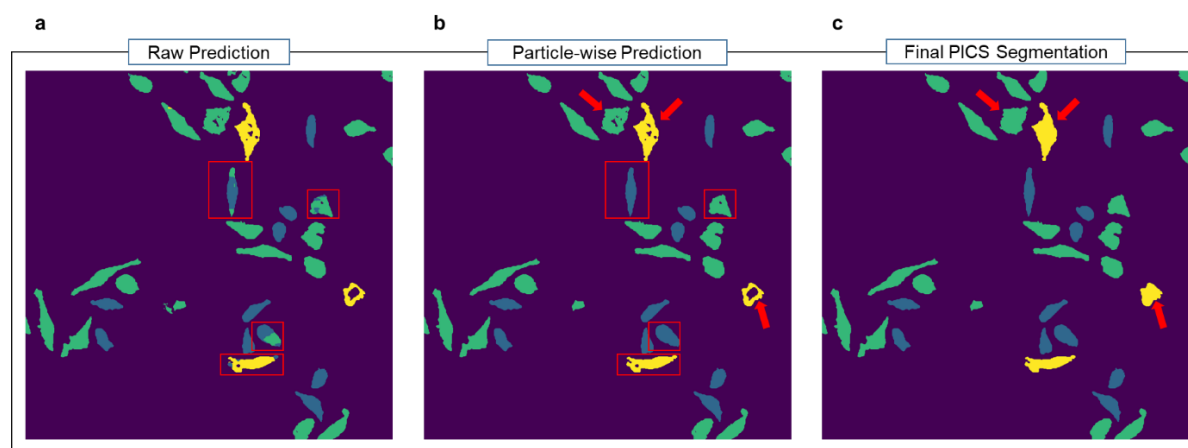 a
b
c
Raw Prediction
Particle-wise Prediction
Final PICS Segmentation